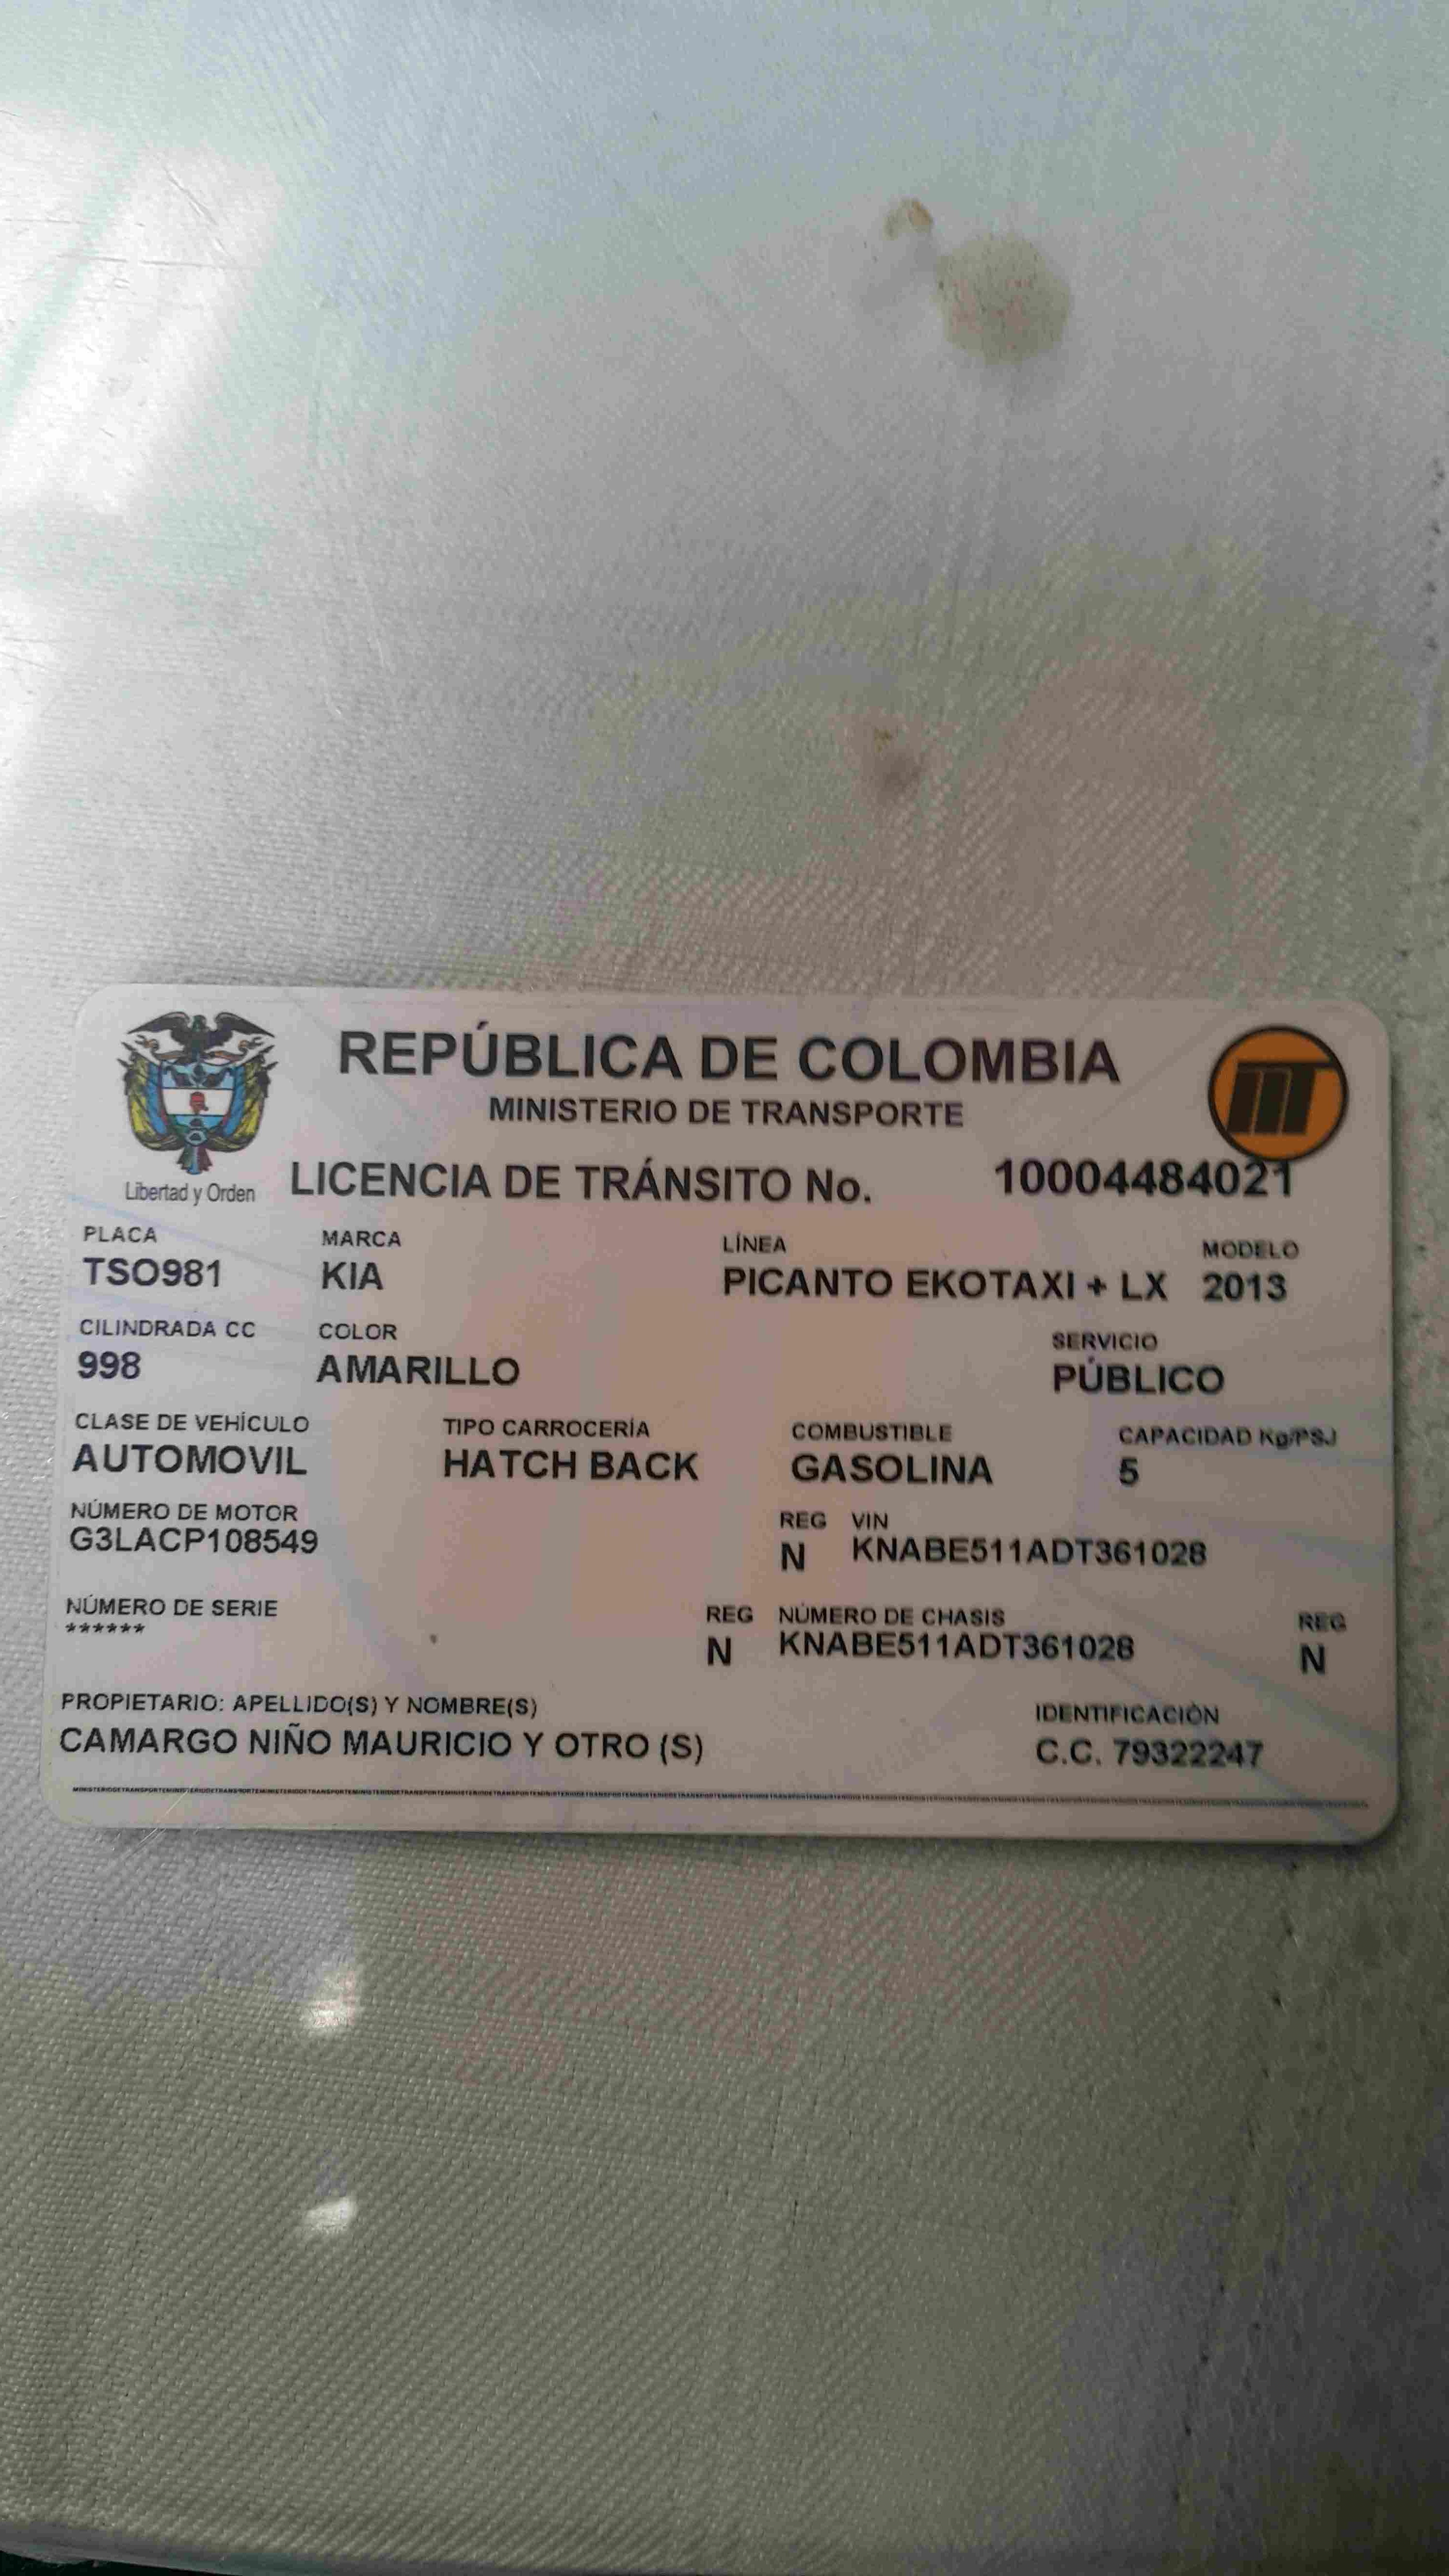 REPÚBLICA DE COLOMBIA
MINISTERIO DE TRANSPORTE
Libertad y Orden
LICENCIA DE TRÁNSITO No. 10004484021
PLACA MARCA LÍNEA MODELO
TSO981 KIA PICANTO EKOTAXI + LX 2013
CILINDRADA CC COLOR SERVICIO
998 AMARILLO PÚBLICO
CLASE DE VEHÍCULO TIPO CARROCERÍA COMBUSTIBLE CAPACIDAD Kg/PSJ
AUTOMOVIL HATCH BACK GASOLINA 5
NÚMERO DE MOTOR REG VIN
G3LACP108549 N KNABE511ADT361028
NÚMERO DE SERIE REG NÚMERO DE CHASIS REG
****** N KNABE511ADT361028 N
PROPIETARIO: APELLIDO(S) Y NOMBRE(S) IDENTIFICACIÓN
CAMARGO NIÑO MAURICIO Y OTRO (S) C.C. 79322247